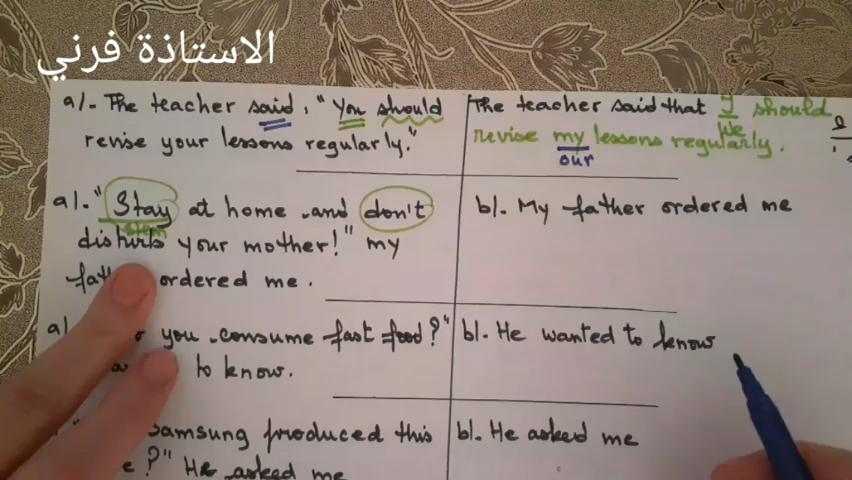 الاستاذة فرني
a/- The teacher said, "You should
revise your lessons regularly."
The teacher said that I should
we
revise my lessons regularly.
our
a/- "Stay at home and don't
stem
disturb your mother!" my
ordered me.
b/- My father ordered me
a/-
you consume fast food?"
to know.
b/- He wanted to know
Samsung produced this
?" He asked me
b/- He asked me